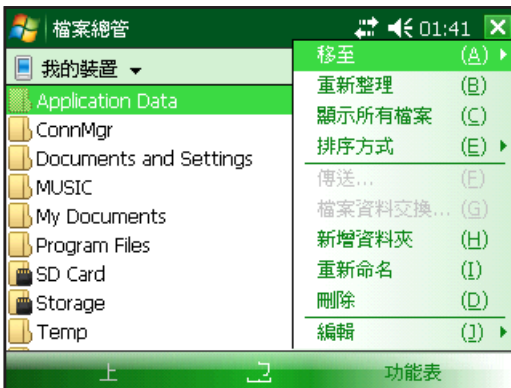 檔案總管 01:41
我的裝置
Application Data
ConnMgr
Documents and Settings
MUSIC
My Documents
Program Files
SD Card
Storage
Temp
移至 (A)
重新整理 (B)
顯示所有檔案 (C)
排序方式 (E)
傳送... (F)
檔案資料交換... (G)
新增資料夾 (H)
重新命名 (I)
刪除 (D)
編輯 (J)
上 功能表